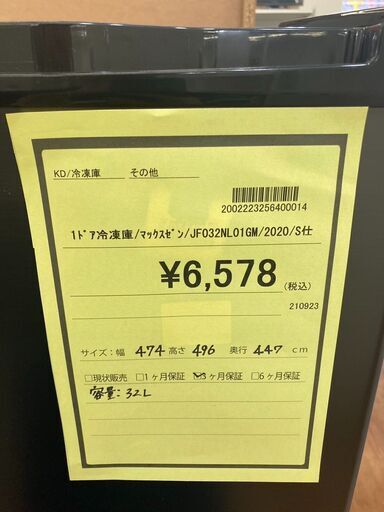 KD/冷凍庫 その他
2002223256400014
1ﾄﾞｱ冷凍庫/ﾏｯｸｽｾﾞﾝ/JF032NL01GM/2020/S仕
¥6,578 (税込)
210923
サイズ:幅 474 高さ 496 奥行 447 cm
□現状販売 □1ヶ月保証 ☑3ヶ月保証 □6ヶ月保証
容量:32L